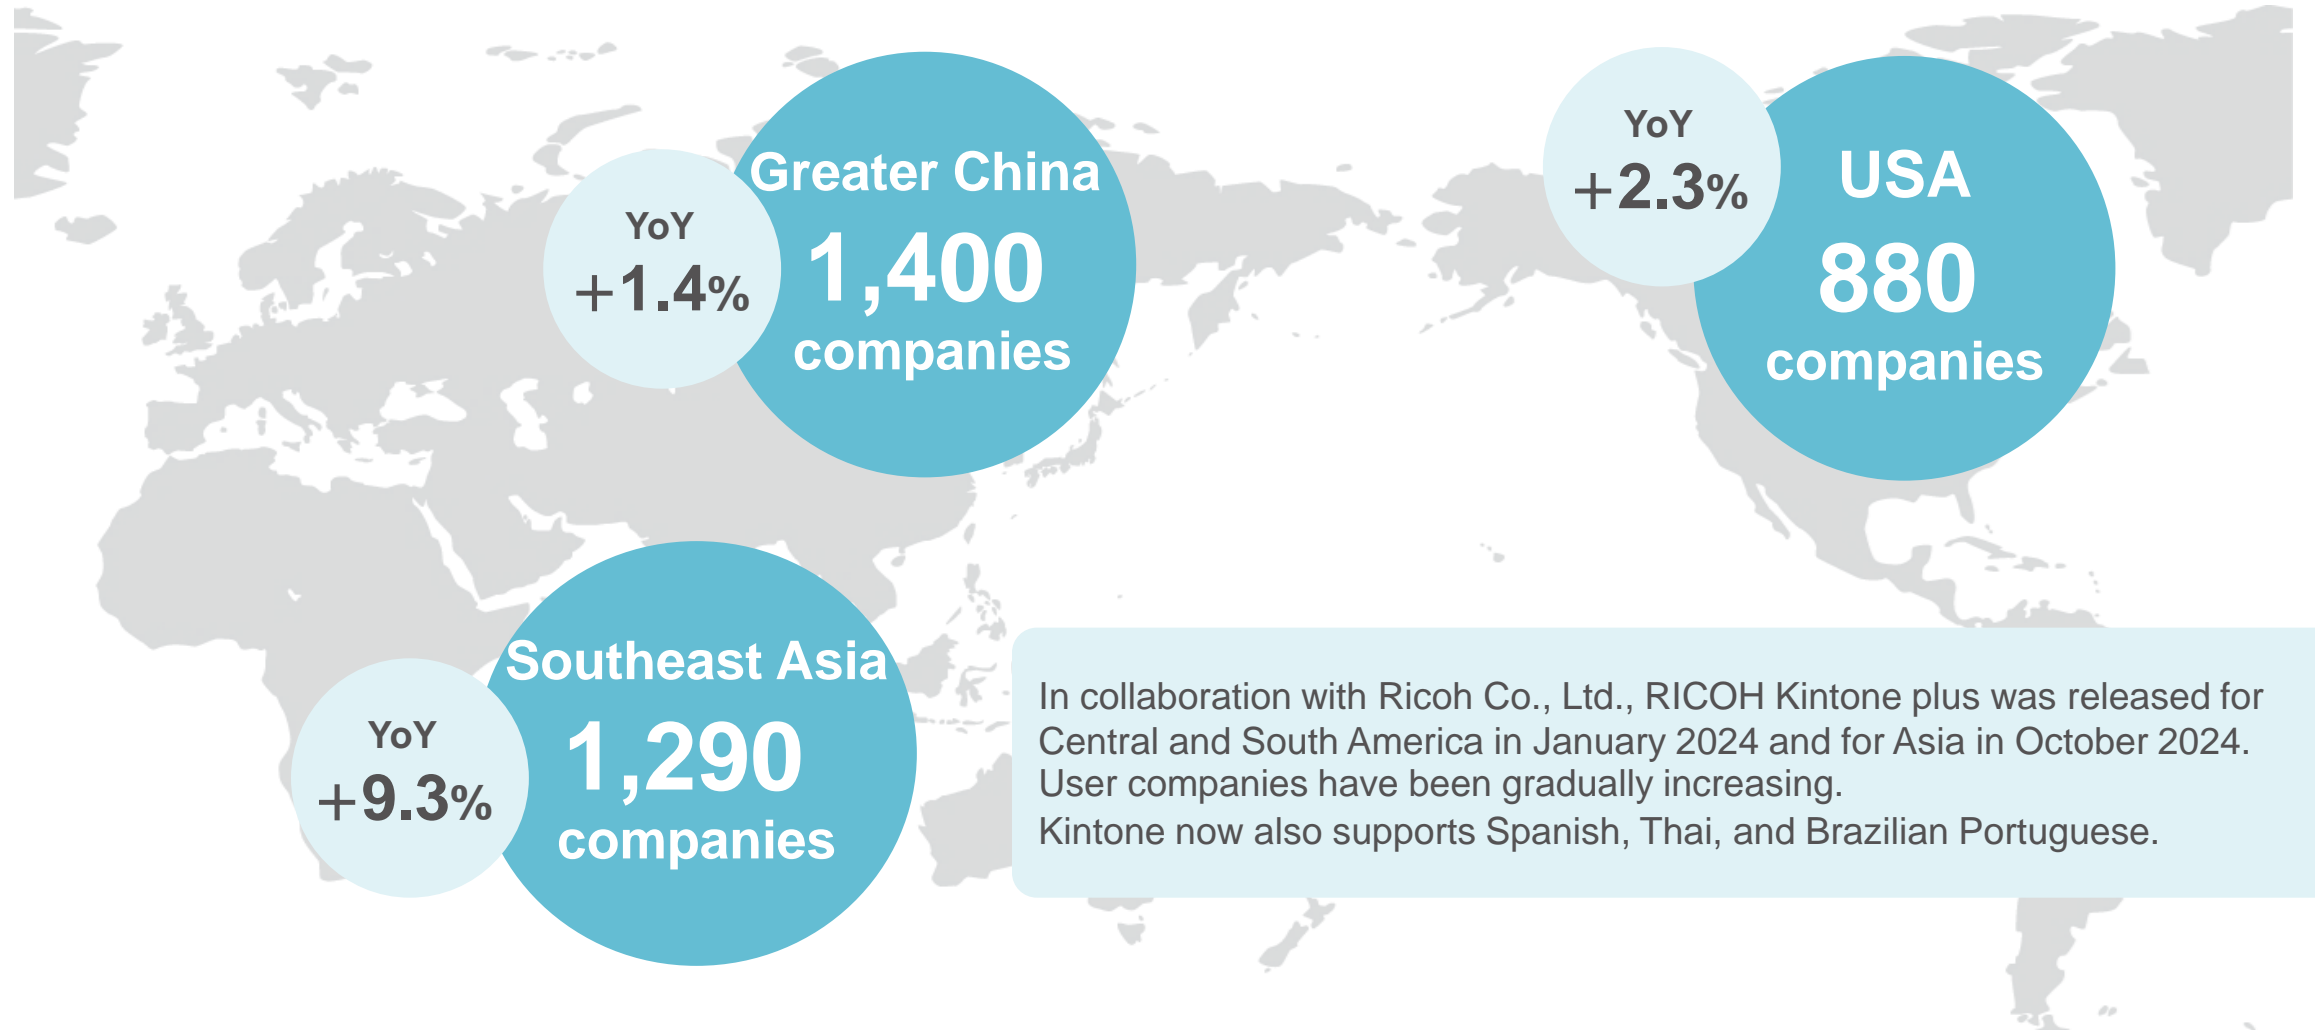 Greater China
1,400
companies
YoY
+1.4%
USA
880
companies
YoY
+2.3%
Southeast Asia
1,290
companies
YoY
+9.3%
In collaboration with Ricoh Co., Ltd., RICOH Kintone plus was released for
Central and South America in January 2024 and for Asia in October 2024.
User companies have been gradually increasing.
Kintone now also supports Spanish, Thai, and Brazilian Portuguese.